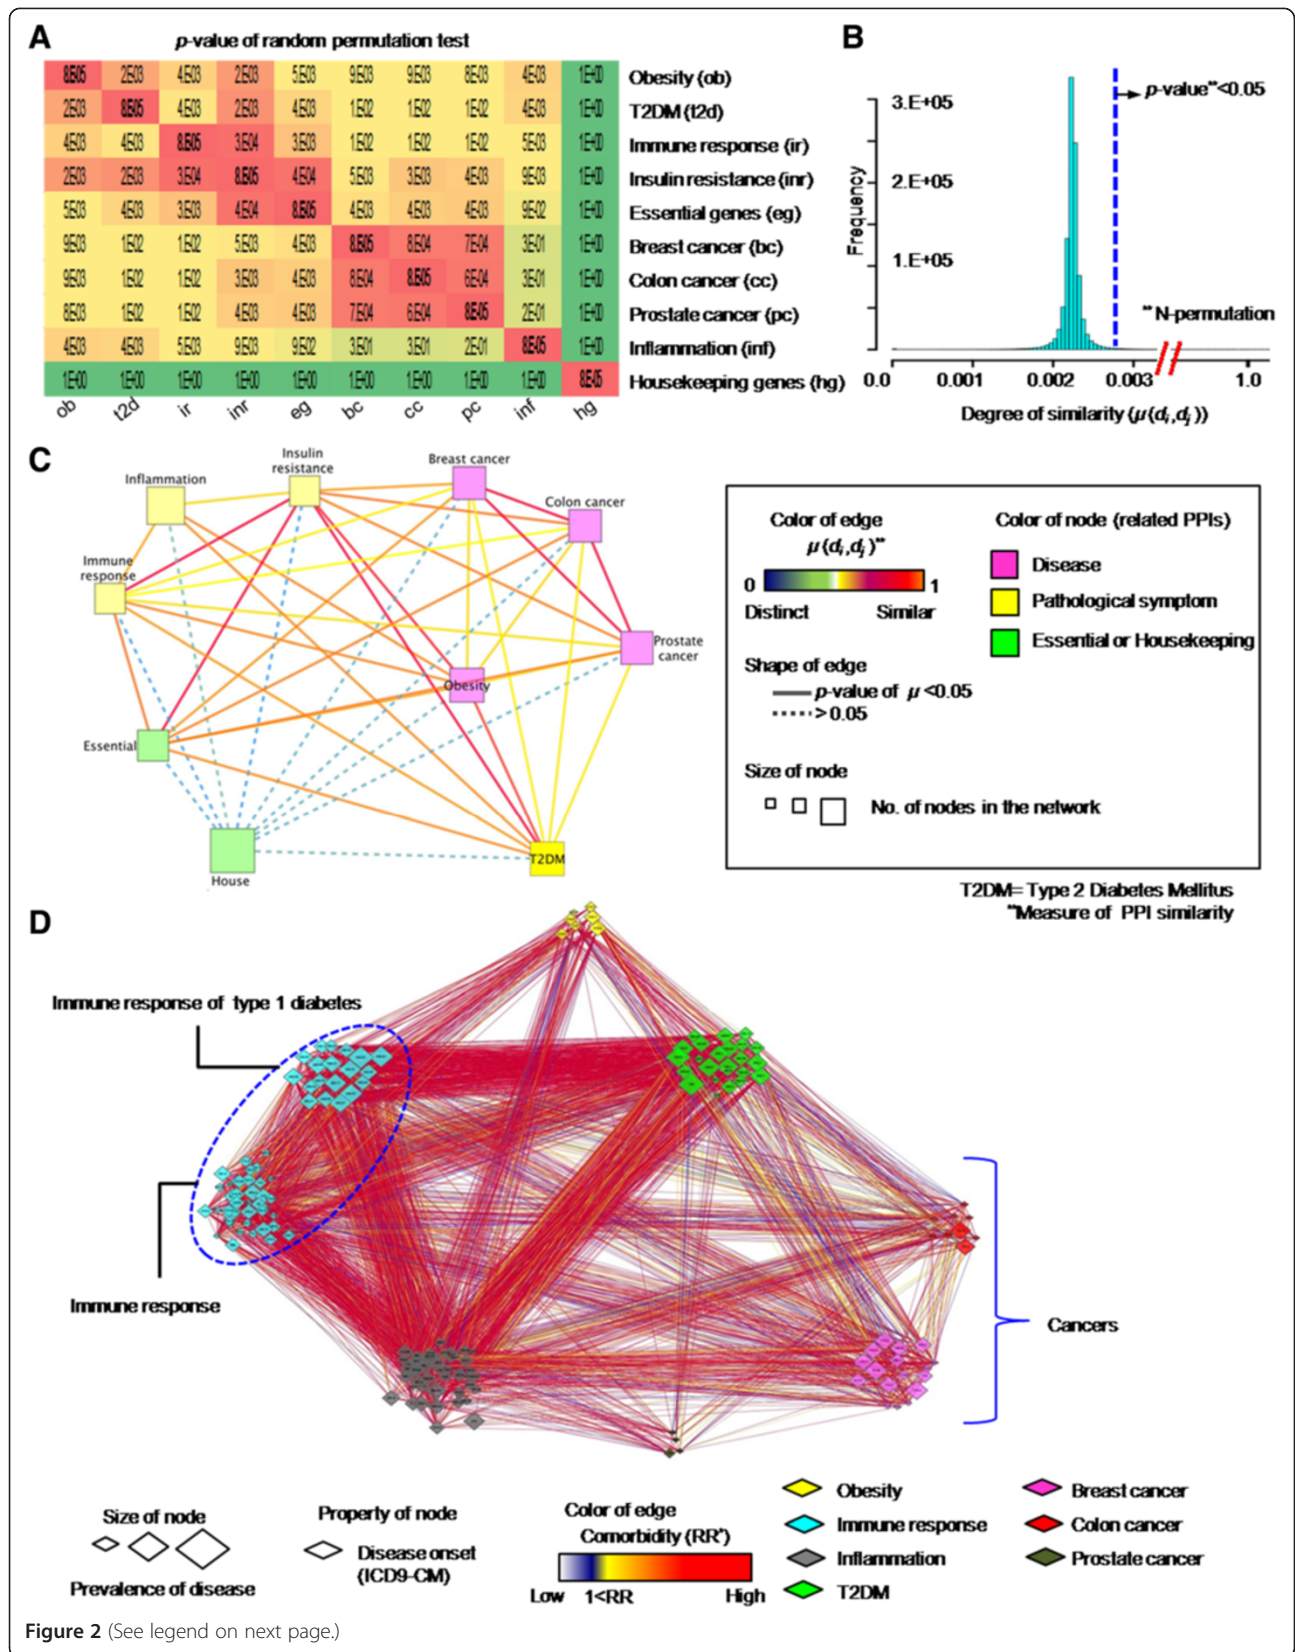 A
p-value of random permutation test
8E-05 2E-03 4E-03 2E-03 5E-03 9E-03 9E-03 8E-03 4E-03 1E+00 Obesity (ob)
2E-03 8E-05 4E-03 2E-03 4E-03 1E-02 1E-02 1E-02 4E-03 1E+00 T2DM (t2d)
4E-03 4E-03 8E-05 3E-04 3E-03 1E-02 1E-02 1E-02 5E-03 1E+00 Immune response (ir)
2E-03 2E-03 3E-04 8E-05 4E-04 5E-03 3E-03 4E-03 9E-03 1E+00 Insulin resistance (inr)
5E-03 4E-03 3E-03 4E-04 8E-05 4E-03 4E-03 4E-03 9E-02 1E+00 Essential genes (eg)
9E-03 1E-02 1E-02 5E-03 4E-03 8E-05 8E-04 7E-04 3E-01 1E+00 Breast cancer (bc)
9E-03 1E-02 1E-02 3E-03 4E-03 8E-04 8E-05 6E-04 3E-01 1E+00 Colon cancer (cc)
8E-03 1E-02 1E-02 4E-03 4E-03 7E-04 6E-04 8E-05 2E-01 1E+00 Prostate cancer (pc)
4E-03 4E-03 5E-03 9E-03 9E-02 3E-01 3E-01 2E-01 8E-05 1E+00 Inflammation (inf)
1E+00 1E+00 1E+00 1E+00 1E+00 1E+00 1E+00 1E+00 1E+00 8E-05 Housekeeping genes (hg)
ob t2d ir inr eg bc cc pc inf hg
B
p-value**<0.05
3.E+05
2.E+05
1.E+05
Frequency
** N-permutation
0.0 0.001 0.002 0.003 1.0
Degree of similarity (μ(di,dj))
C
Insulin
resistance
Breast cancer
Inflammation
Colon cancer
Immune
response
Prostate
cancer
Obesity
Essential
T2DM
House
Color of edge
μ(di,dj)**
0 1
Distinct Similar
Shape of edge
p-value of μ <0.05
> 0.05
Size of node
No. of nodes in the network
Color of node (related PPIs)
Disease
Pathological symptom
Essential or Housekeeping
T2DM= Type 2 Diabetes Mellitus
**Measure of PPI similarity
D
Immune response of type 1 diabetes
Immune response
Cancers
Size of node
Prevalence of disease
Property of node
Disease onset
(ICD9-CM)
Color of edge
Comorbidity (RR*)
Low 1<RR High
Obesity
Immune response
Inflammation
T2DM
Breast cancer
Colon cancer
Prostate cancer
Figure 2 (See legend on next page.)